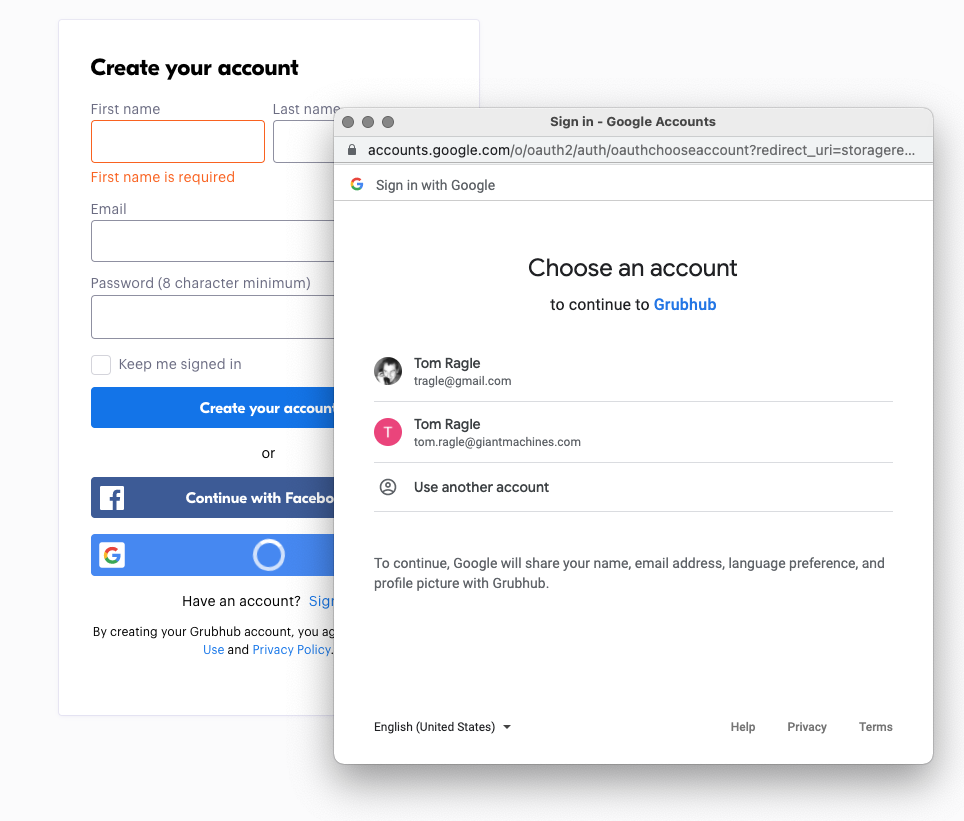 Create your account
First name
Last name
First name is required
Email
Password (8 character minimum)
Keep me signed in
Create your account
or
Continue with Facebo
Have an account? Sign
By creating your Grubhub account, you ag
Use and Privacy Policy.
Sign in - Google Accounts
accounts.google.com/o/oauth2/auth/oauthchooseaccount?redirect_uri=storagere...
Sign in with Google
Choose an account
to continue to Grubhub
Tom Ragle
tragle@gmail.com
T
Tom Ragle
tom.ragle@giantmachines.com
Use another account
To continue, Google will share your name, email address, language preference, and
profile picture with Grubhub.
English (United States)
Help
Privacy
Terms